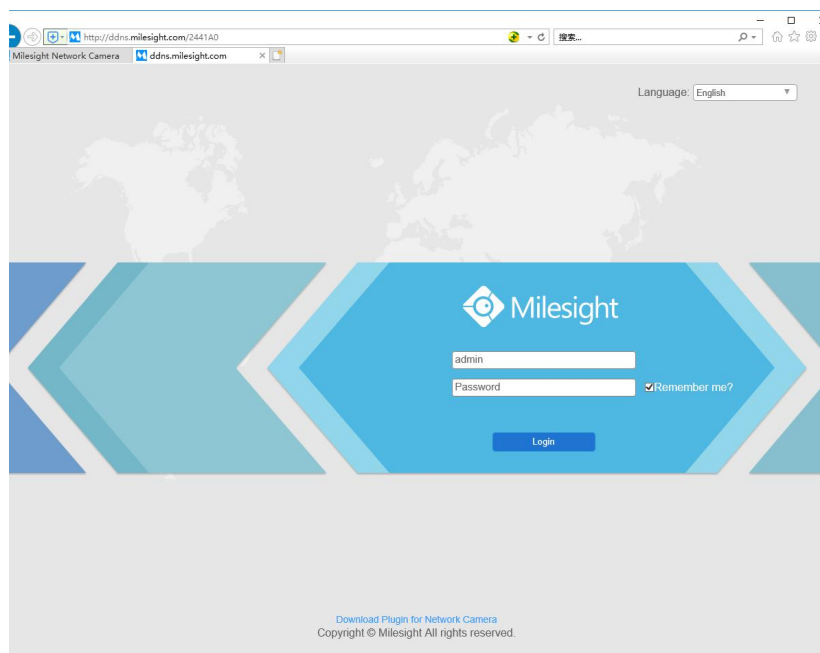 http://ddns.milesight.com/2441A0
搜索...
Milesight Network Camera
ddns.milesight.com
Language: English
Milesight
admin
Password
Remember me?
Login
Download Plugin for Network Camera
Copyright © Milesight All rights reserved.